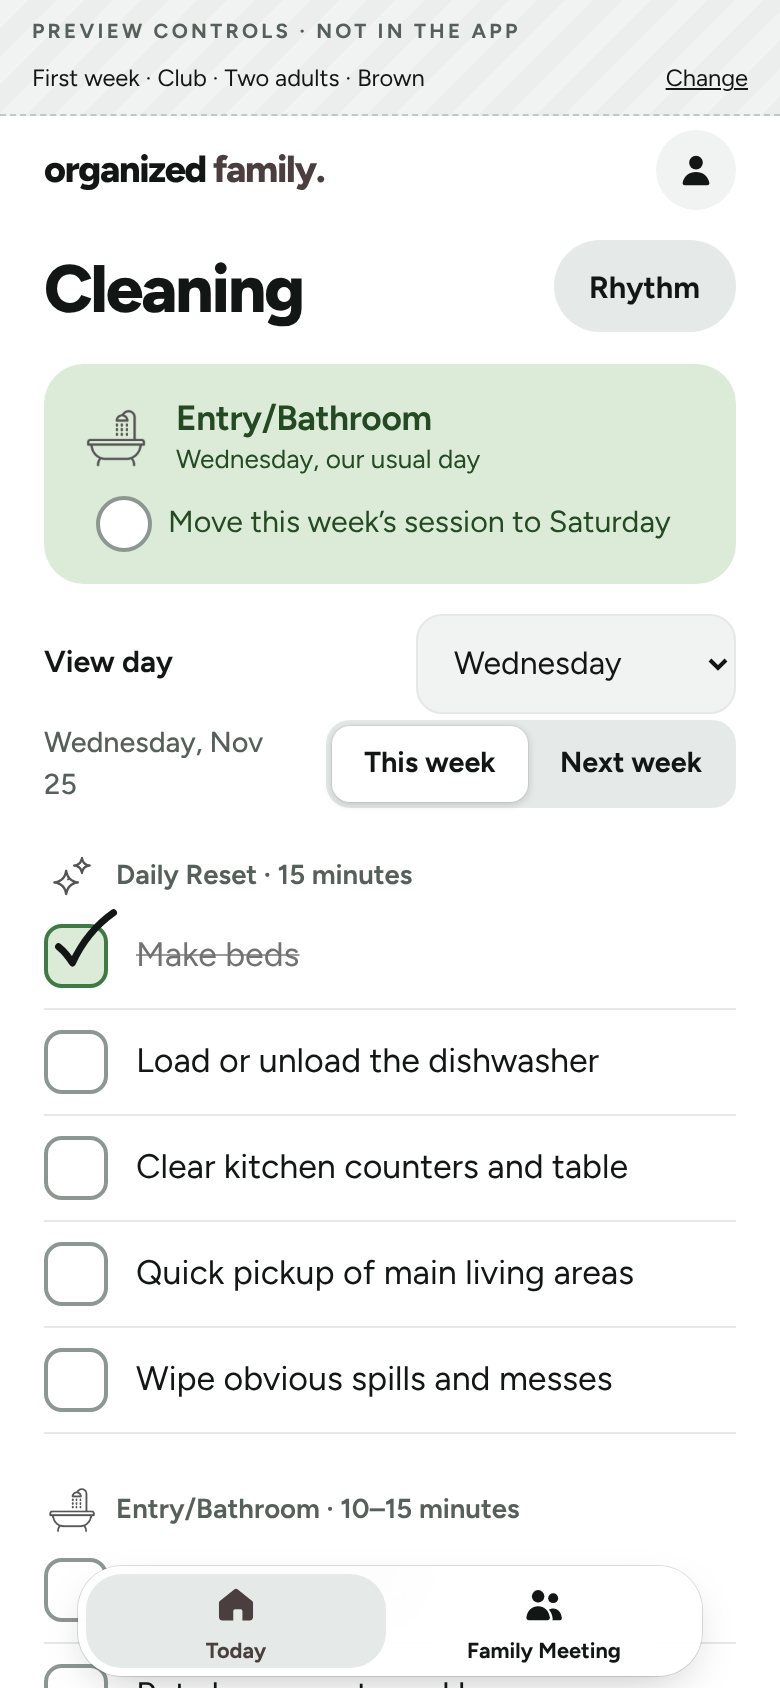 PREVIEW CONTROLS · NOT IN THE APP
First week · Club · Two adults · Brown
Change
organized family.
Cleaning
Rhythm
Entry/Bathroom
Wednesday, our usual day
Move this week’s session to Saturday
View day
Wednesday
Wednesday, Nov
25
This week
Next week
Daily Reset · 15 minutes
Make beds
Load or unload the dishwasher
Clear kitchen counters and table
Quick pickup of main living areas
Wipe obvious spills and messes
Entry/Bathroom · 10–15 minutes
Today
Family Meeting